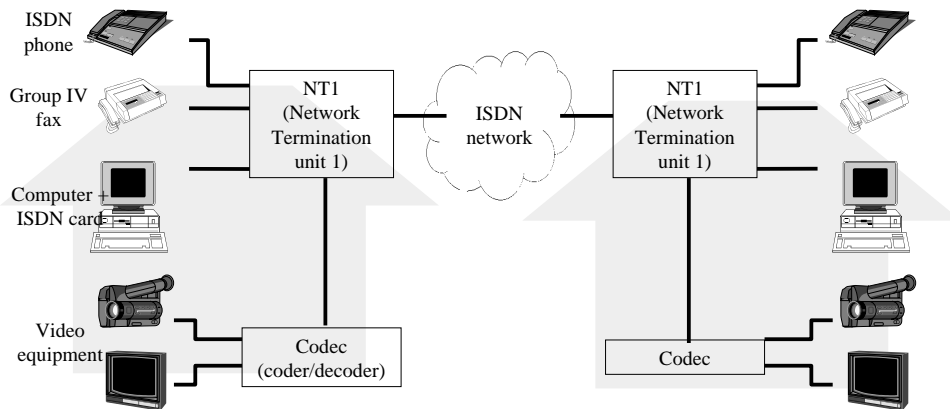 ISDN
phone
Group IV
fax
Computer +
ISDN card
Video
equipment
NT1
(Network
Termination
unit 1)
Codec
(coder/decoder)
ISDN
network
NT1
(Network
Termination
unit 1)
Codec